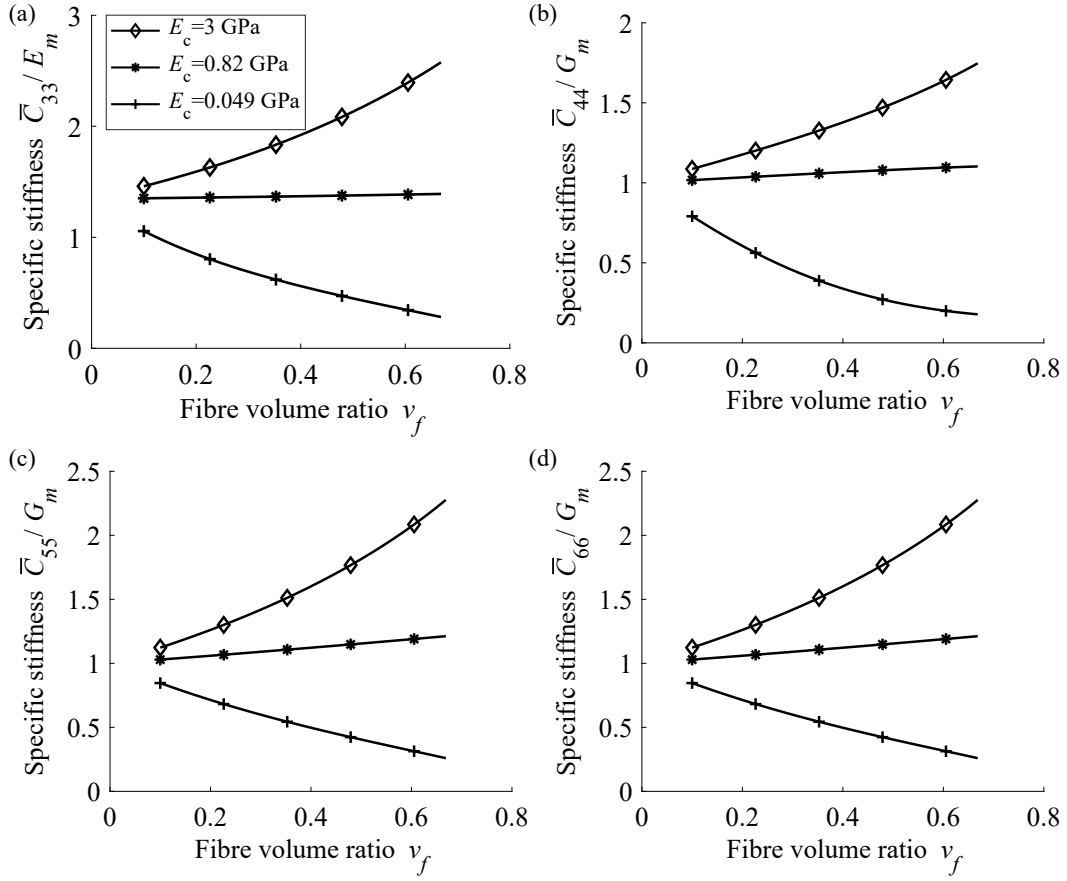 (a)
Specific stiffness C̅₃₃/ E_m
3
2
1
0
E_c=3 GPa
E_c=0.82 GPa
E_c=0.049 GPa
0 0.2 0.4 0.6 0.8
Fibre volume ratio v_f
(b)
Specific stiffness C̅₄₄/ G_m
2
1.5
1
0.5
0
0 0.2 0.4 0.6 0.8
Fibre volume ratio v_f
(c)
Specific stiffness C̅₅₅/ G_m
2.5
2
1.5
1
0.5
0
0 0.2 0.4 0.6 0.8
Fibre volume ratio v_f
(d)
Specific stiffness C̅₆₆/ G_m
2.5
2
1.5
1
0.5
0
0 0.2 0.4 0.6 0.8
Fibre volume ratio v_f